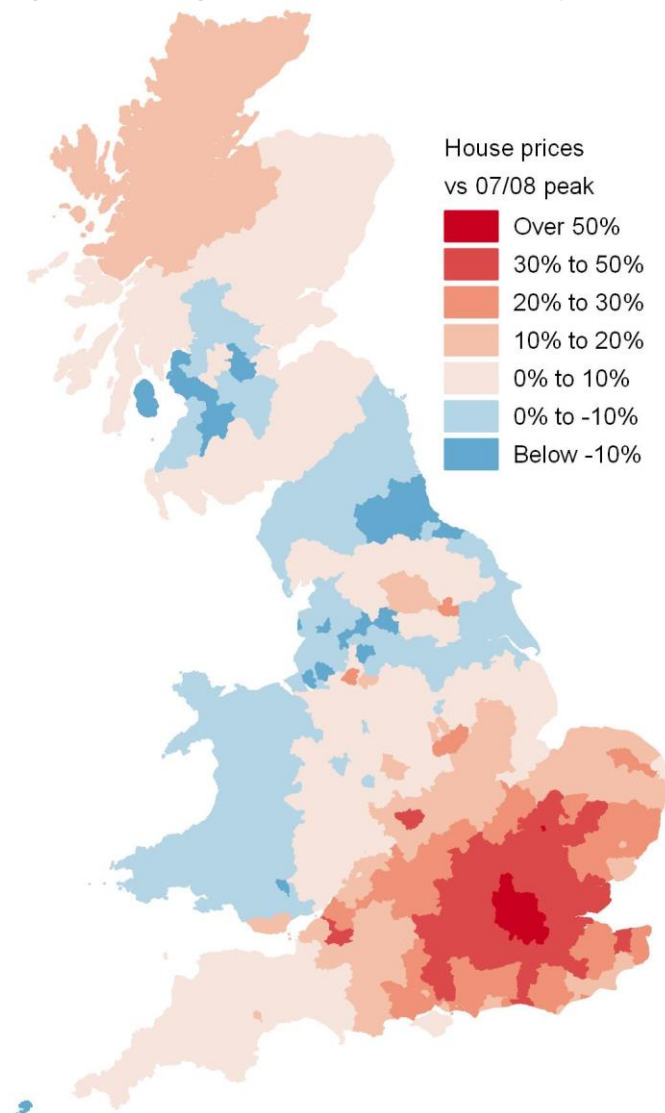 House prices
vs 07/08 peak
Over 50%
30% to 50%
20% to 30%
10% to 20%
0% to 10%
0% to -10%
Below -10%